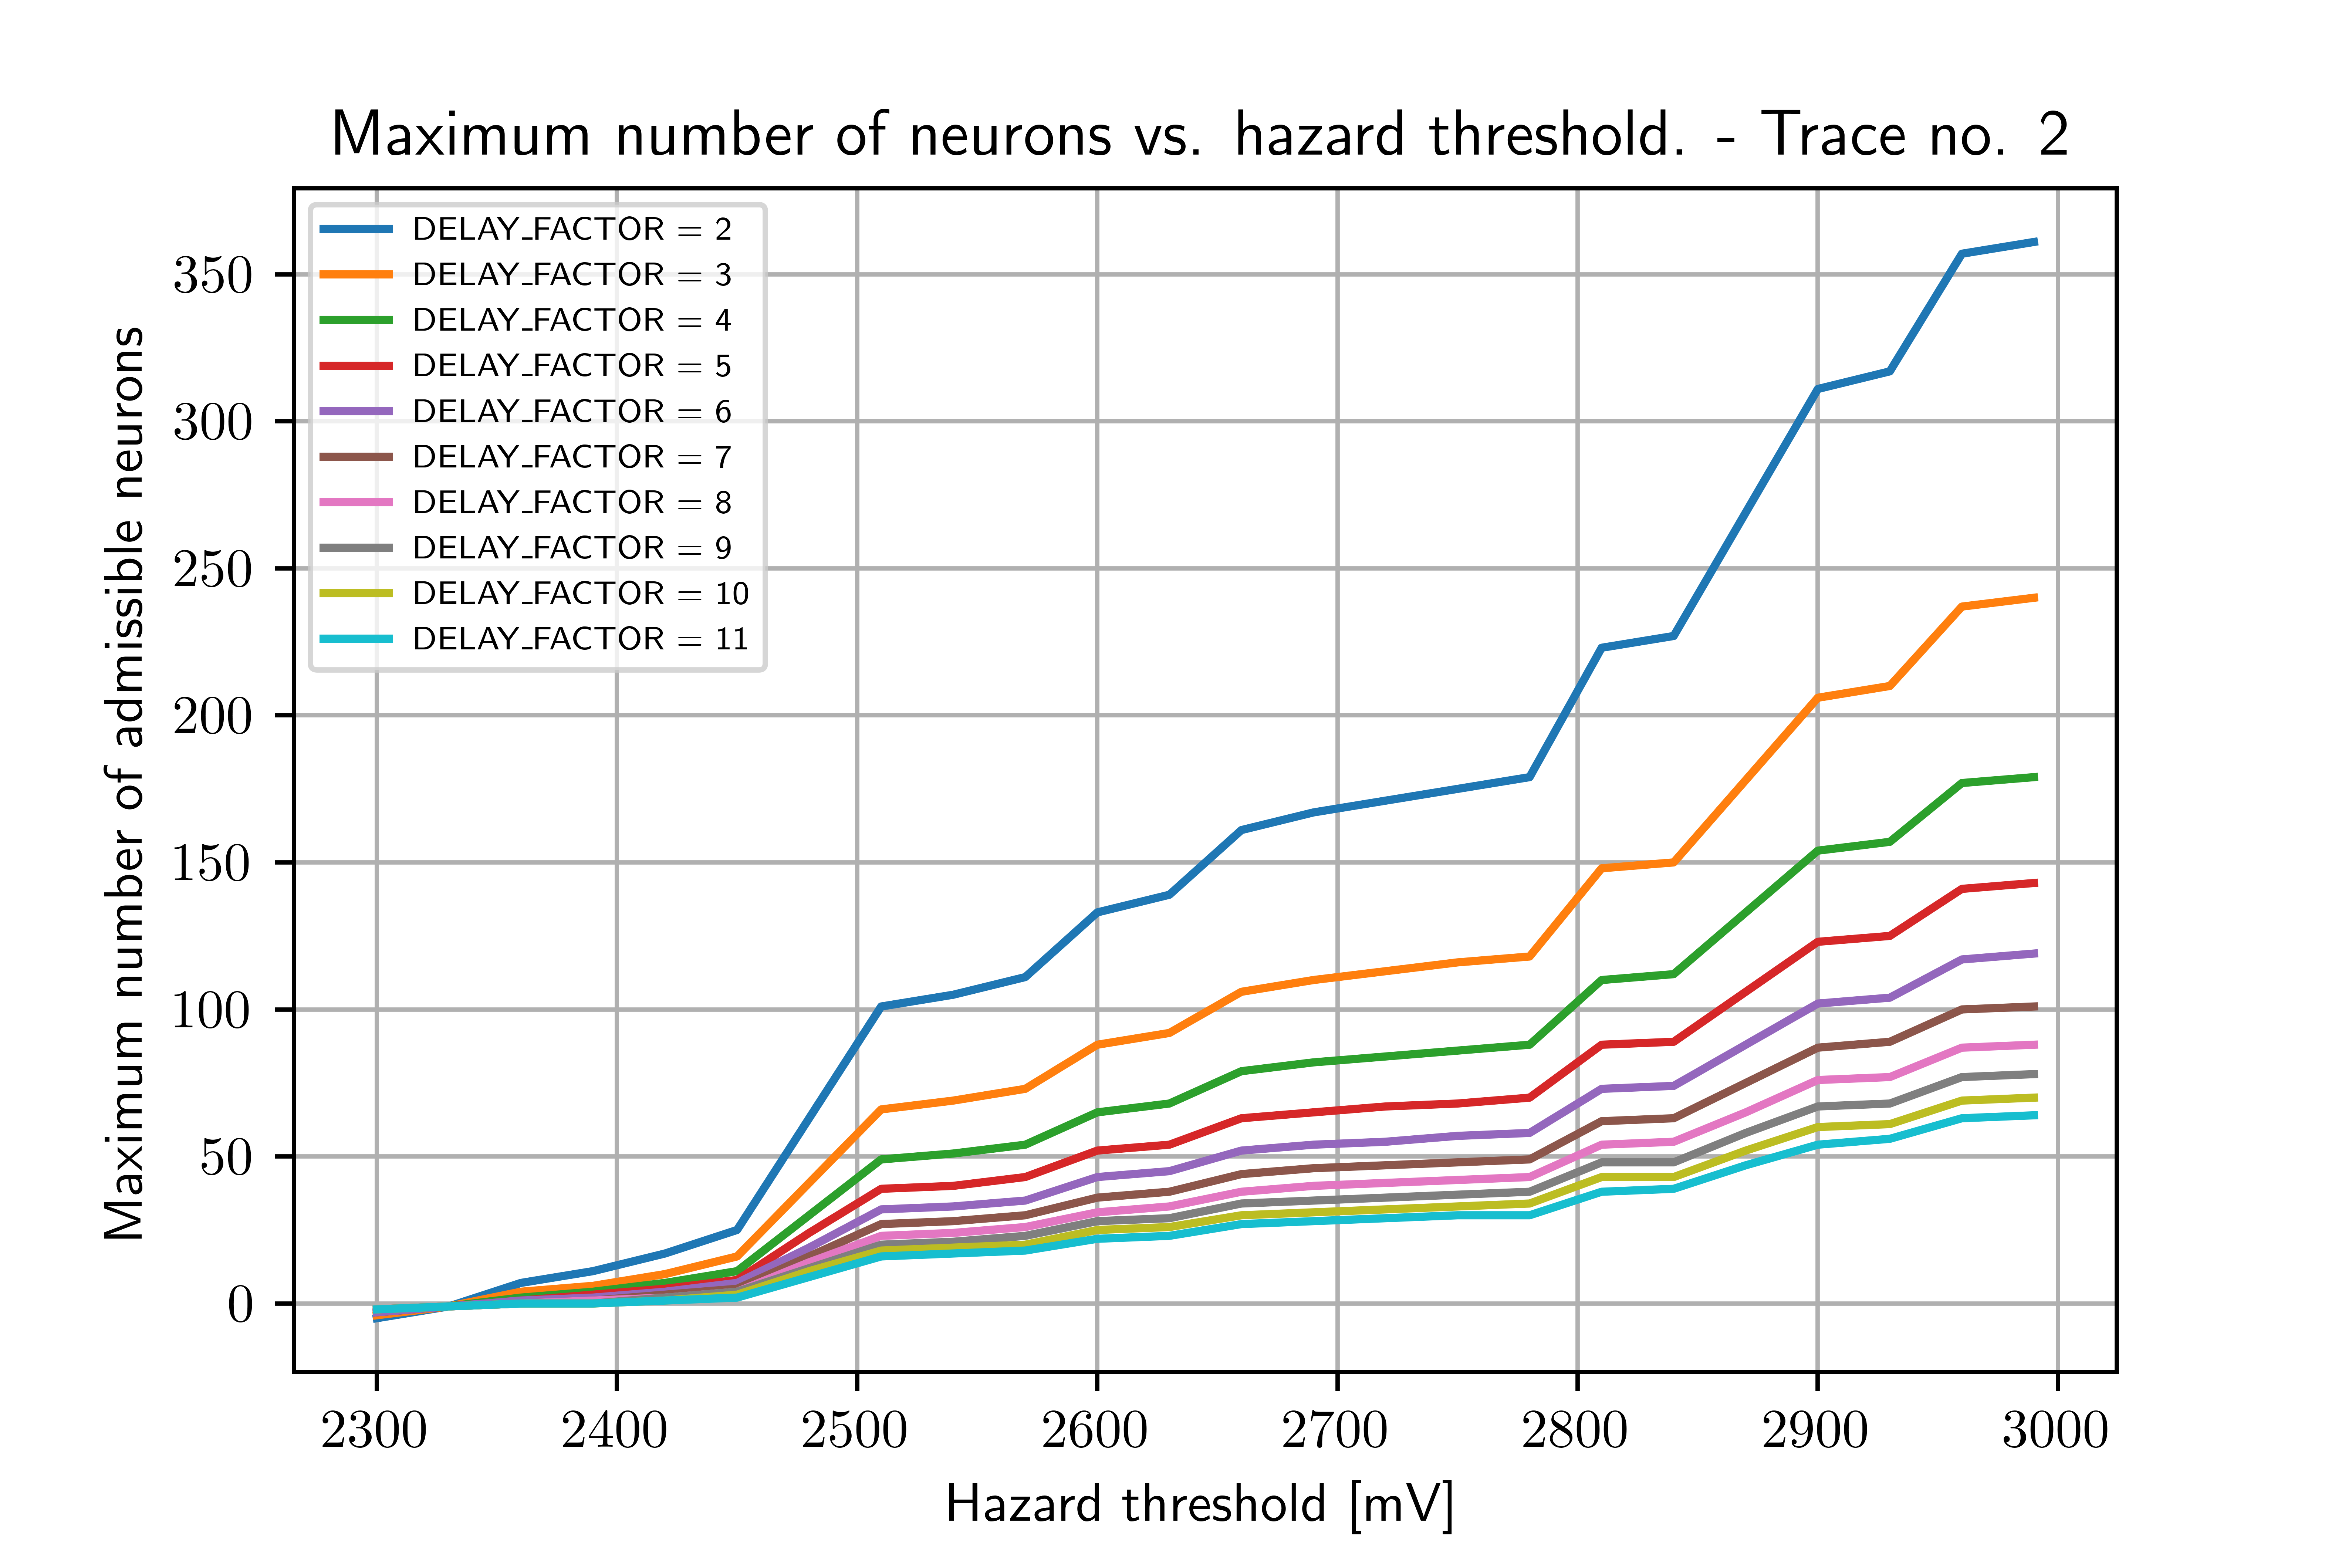 Maximum number of neurons vs. hazard threshold. - Trace no. 2
DELAY_FACTOR = 2
DELAY_FACTOR = 3
DELAY_FACTOR = 4
DELAY_FACTOR = 5
DELAY_FACTOR = 6
DELAY_FACTOR = 7
DELAY_FACTOR = 8
DELAY_FACTOR = 9
DELAY_FACTOR = 10
DELAY_FACTOR = 11
Maximum number of admissible neurons
350
300
250
200
150
100
50
0
2300 2400 2500 2600 2700 2800 2900 3000
Hazard threshold [mV]